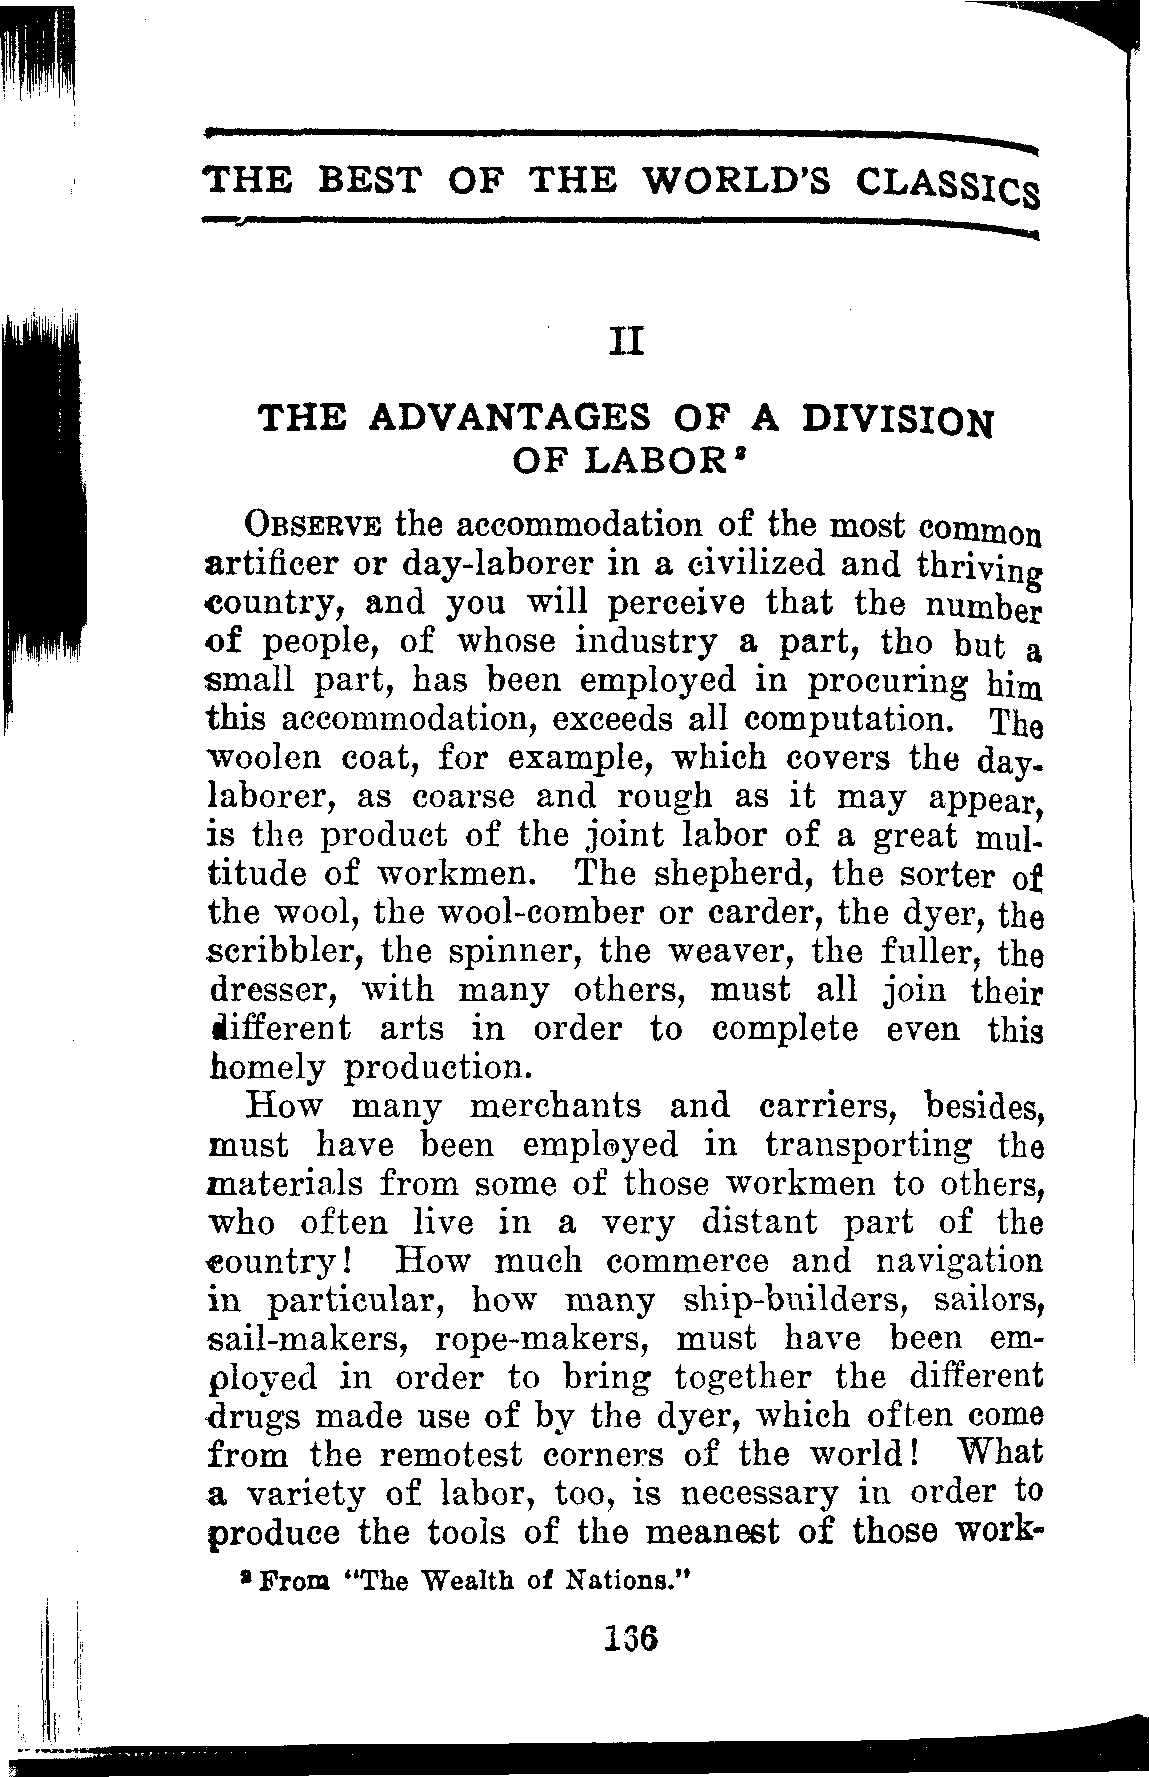 THE BEST OF THE WORLD'S CLASSICS
II
THE ADVANTAGES OF A DIVISION
OF LABOR²
OBSERVE the accommodation of the most common
artificer or day-laborer in a civilized and thriving
country, and you will perceive that the number
of people, of whose industry a part, tho but a
small part, has been employed in procuring him
this accommodation, exceeds all computation. The
woolen coat, for example, which covers the day-
laborer, as coarse and rough as it may appear,
is the product of the joint labor of a great mul-
titude of workmen. The shepherd, the sorter of
the wool, the wool-comber or carder, the dyer, the
scribbler, the spinner, the weaver, the fuller, the
dresser, with many others, must all join their
different arts in order to complete even this
homely production.
How many merchants and carriers, besides,
must have been employed in transporting the
materials from some of those workmen to others,
who often live in a very distant part of the
country! How much commerce and navigation
in particular, how many ship-builders, sailors,
sail-makers, rope-makers, must have been em-
ployed in order to bring together the different
drugs made use of by the dyer, which often come
from the remotest corners of the world! What
a variety of labor, too, is necessary in order to
produce the tools of the meanest of those work-
² From "The Wealth of Nations."
136